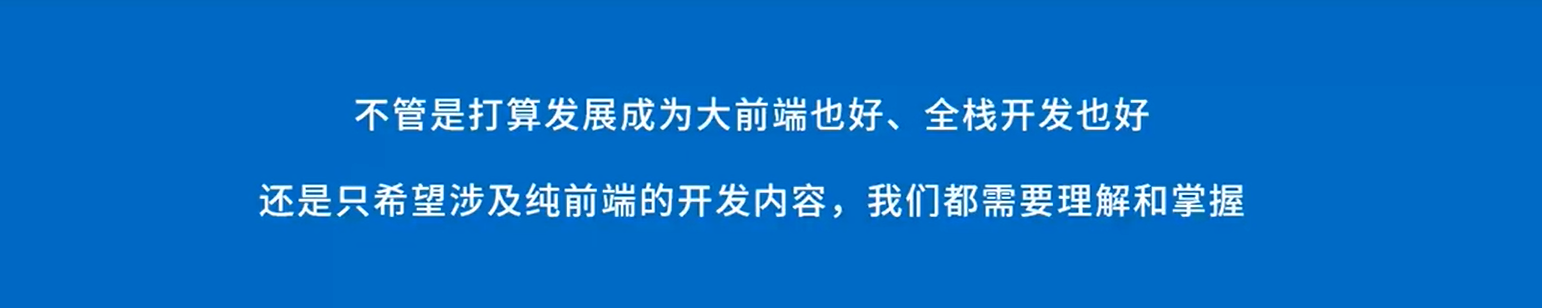 不管是打算发展成为大前端也好、全栈开发也好
还是只希望涉及纯前端的开发内容，我们都需要理解和掌握